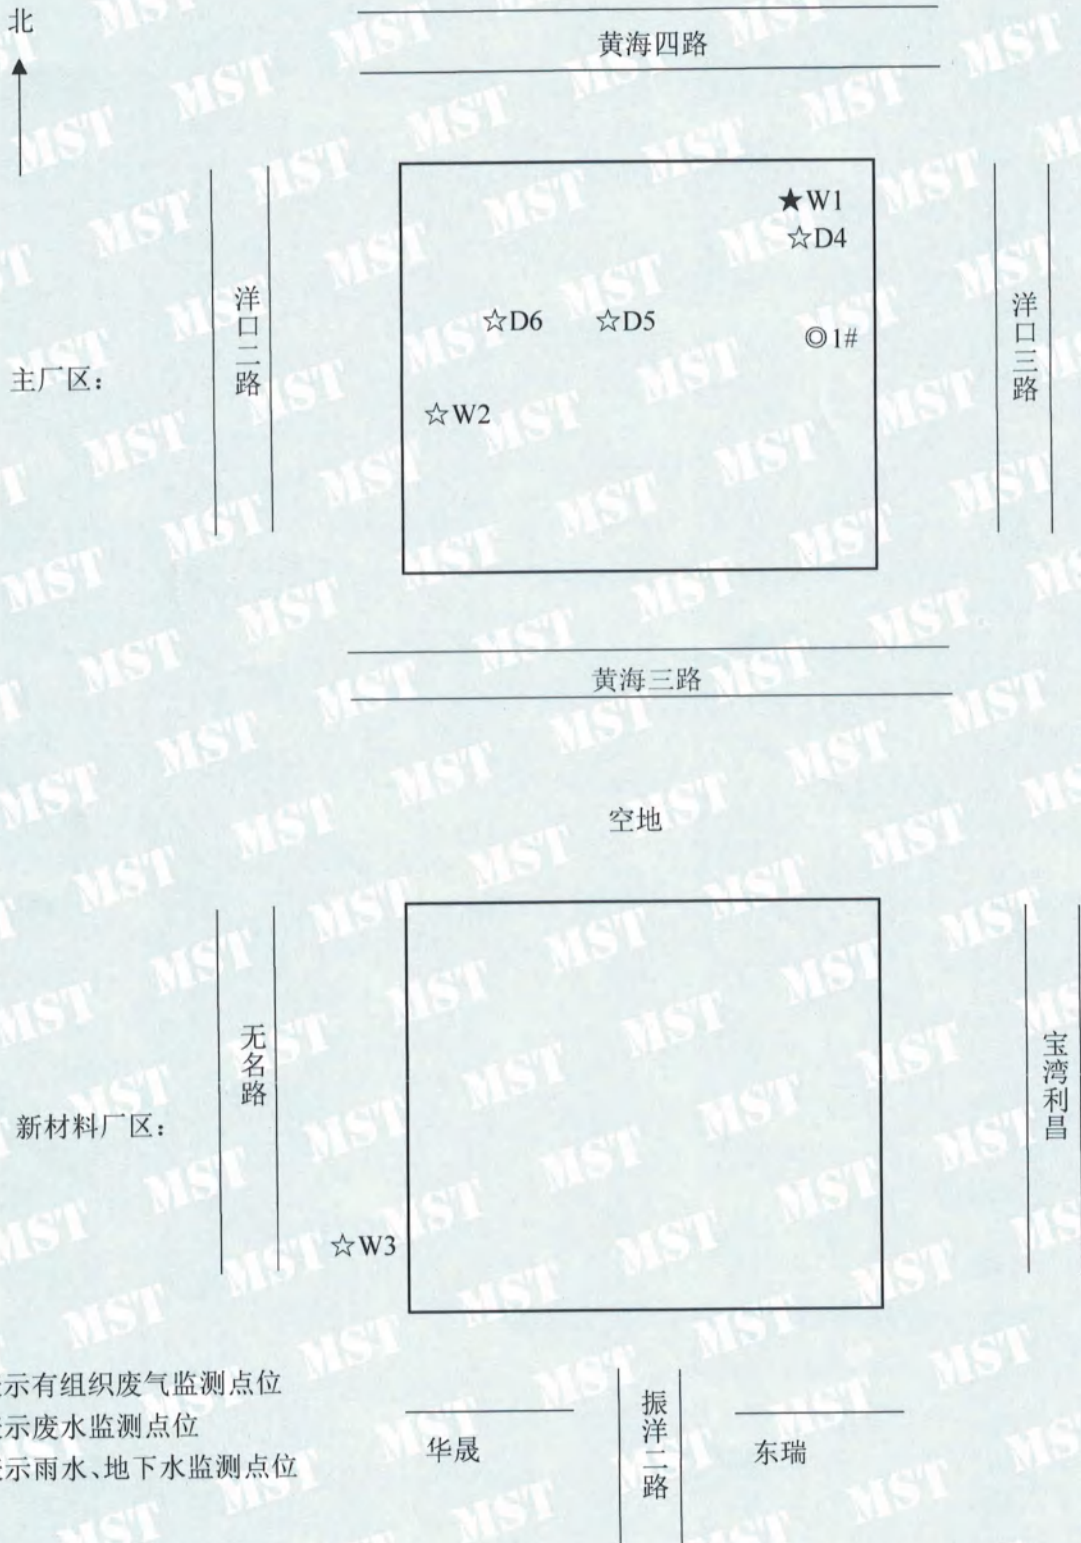 北
黄海四路
★W1
☆D4
洋口二路
☆D6
☆D5
◎1#
洋口三路
主厂区：
☆W2
黄海三路
空地
无名路
宝湾利昌
新材料厂区：
☆W3
示有组织废气监测点位
示废水监测点位
示雨水、地下水监测点位
华晟
振洋二路
东瑞
MST